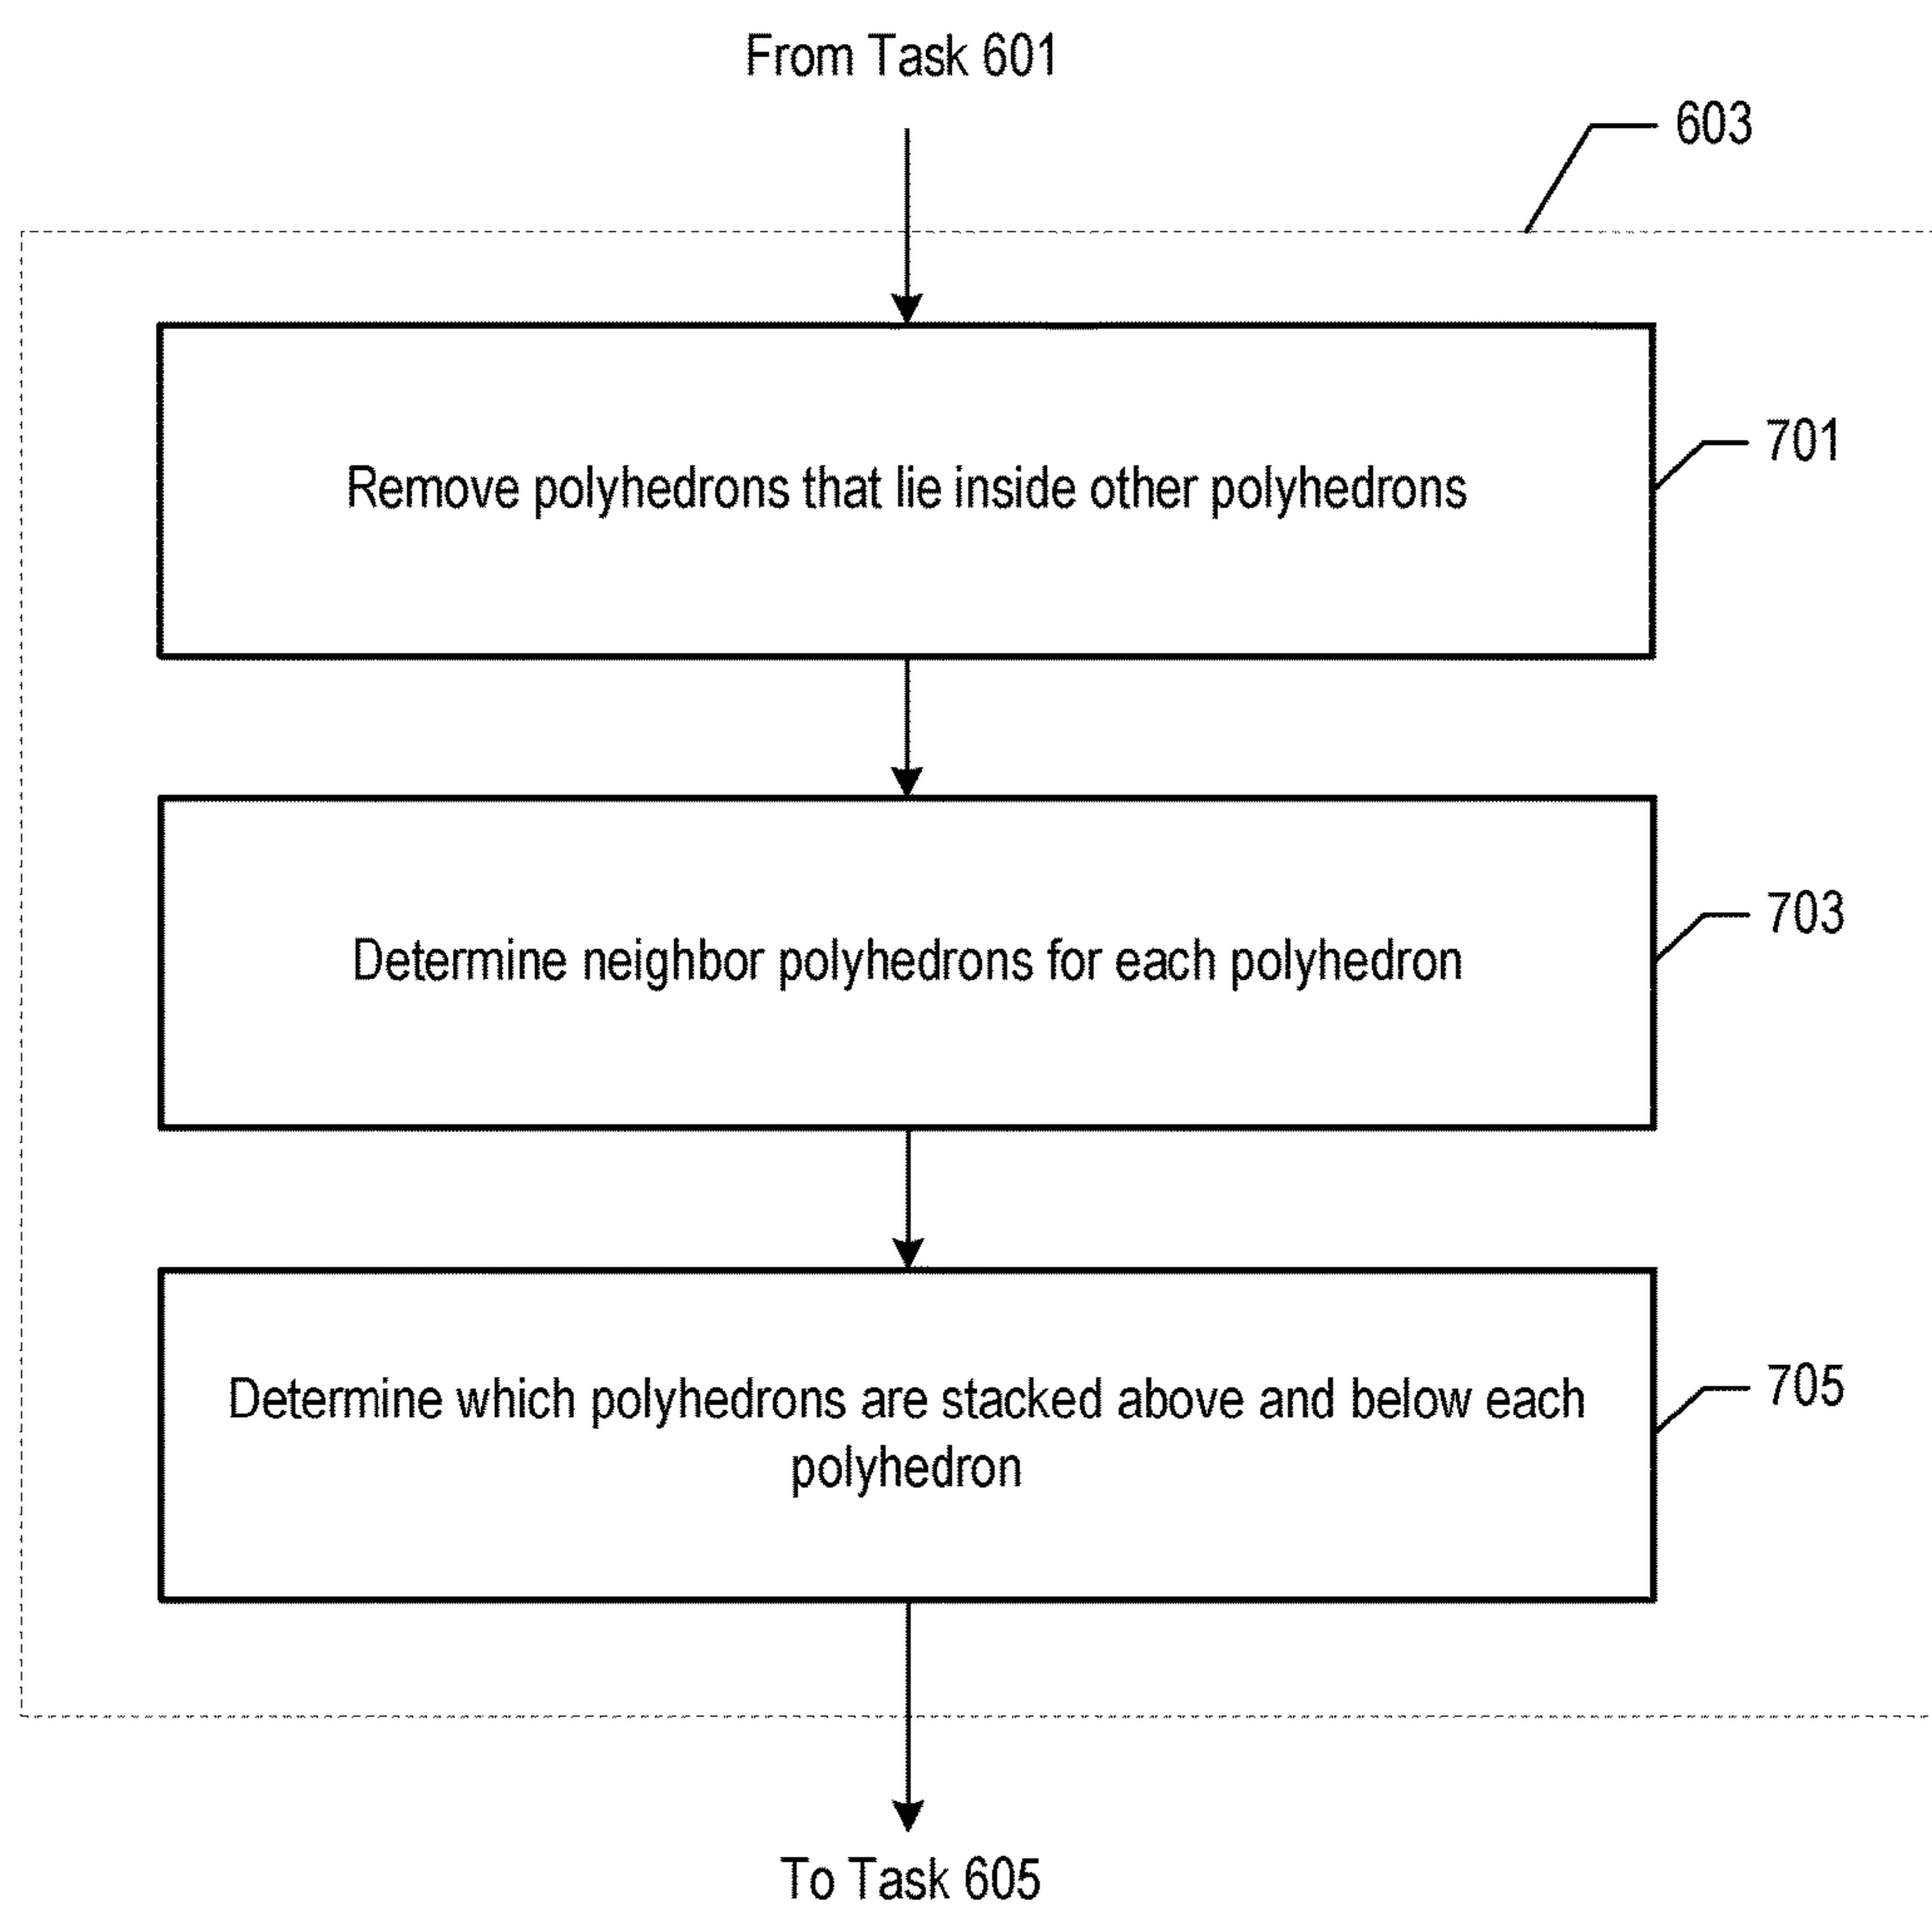 From Task 601
603
Remove polyhedrons that lie inside other polyhedrons
701
Determine neighbor polyhedrons for each polyhedron
703
Determine which polyhedrons are stacked above and below each
polyhedron
705
To Task 605